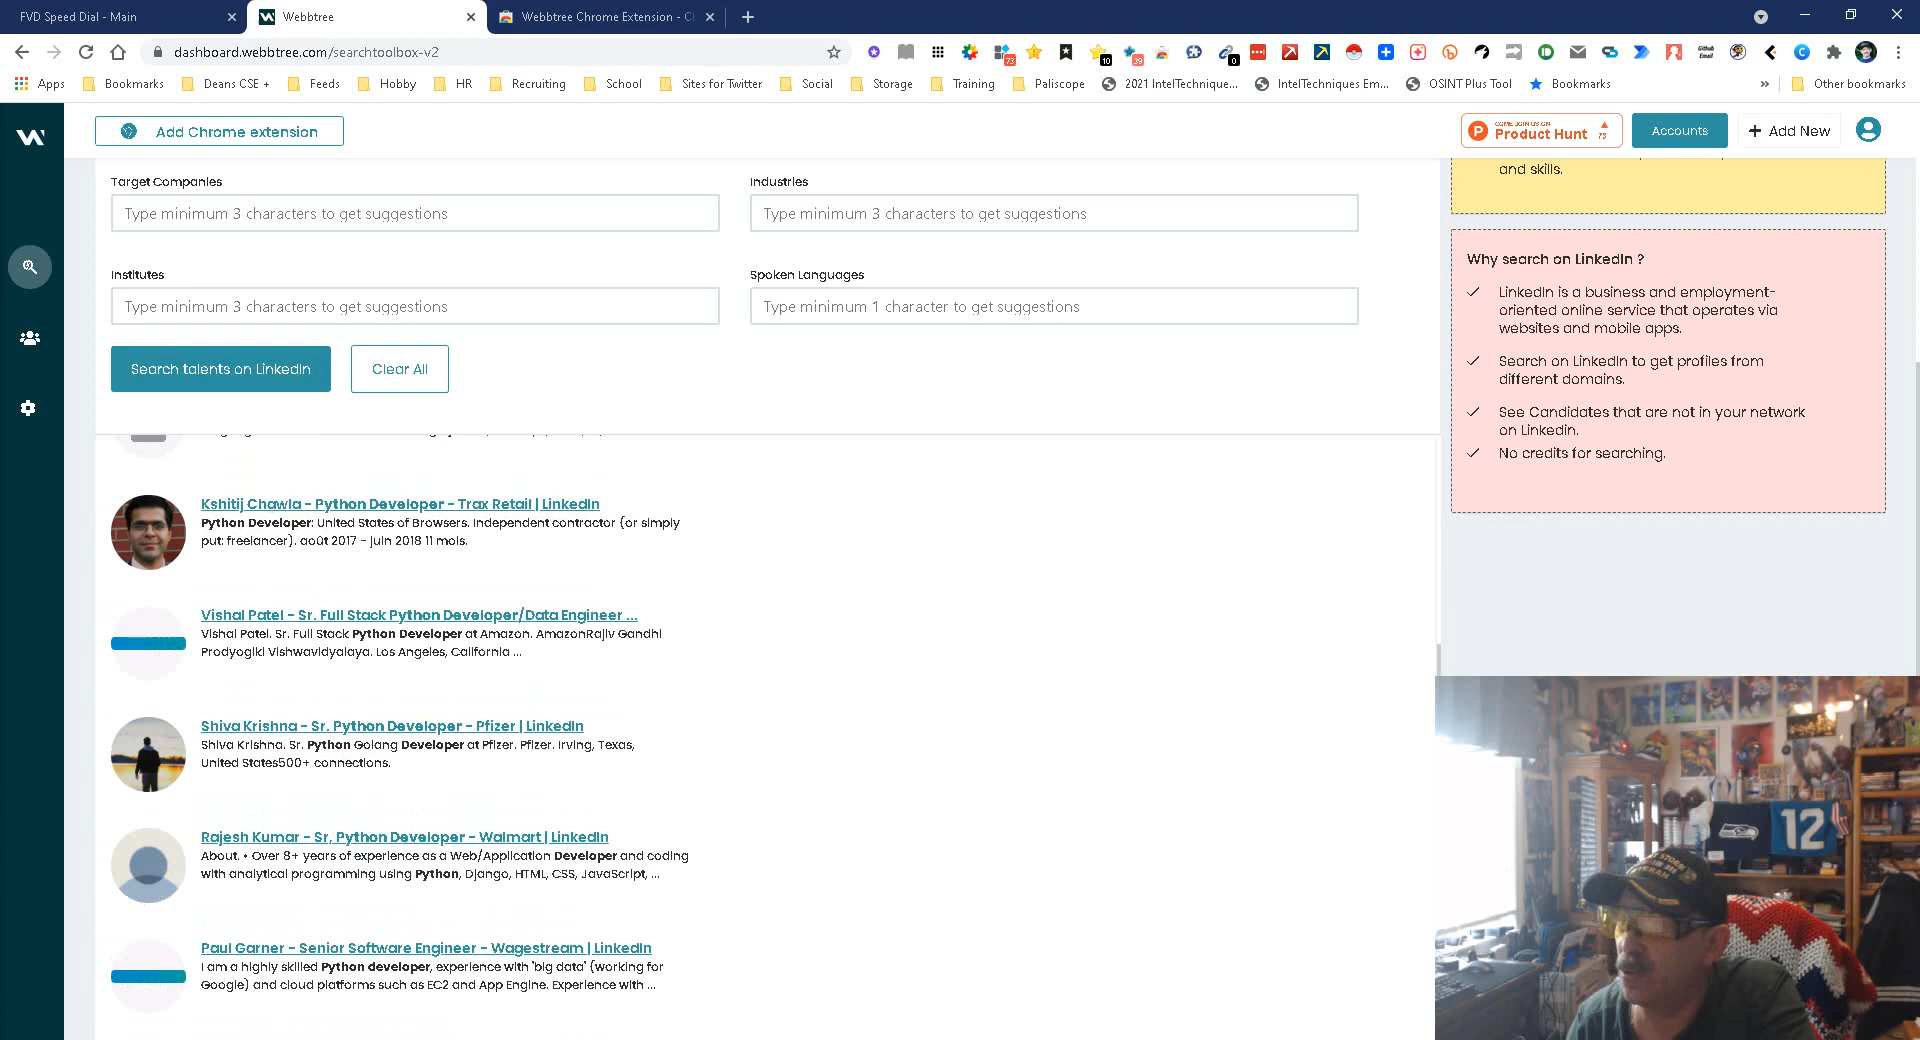 FVD Speed Dial - Main
Webbtree
Webbtree Chrome Extension - Ch
dashboard.webbtree.com/searchtoolbox-v2
73
10
39
0
Apps
Bookmarks
Deans CSE +
Feeds
Hobby
HR
Recruiting
School
Sites for Twitter
Social
Storage
Training
Paliscope
2021 IntelTechnique...
IntelTechniques Em...
OSINT Plus Tool
Bookmarks
Other bookmarks
Add Chrome extension
COME JOIN US ON
Product Hunt
73
Accounts
Add New
Target Companies
Type minimum 3 characters to get suggestions
Industries
Type minimum 3 characters to get suggestions
Institutes
Type minimum 3 characters to get suggestions
Spoken Languages
Type minimum 1 character to get suggestions
Search talents on LinkedIn
Clear All
Kshitij Chawla - Python Developer - Trax Retail | LinkedIn
Python Developer: United States of Browsers. Independent contractor (or simply
put: freelancer). août 2017 - juin 2018 11 mois.
Vishal Patel - Sr. Full Stack Python Developer/Data Engineer ...
Vishal Patel. Sr. Full Stack Python Developer at Amazon. AmazonRajiv Gandhi
Prodyogiki Vishwavidyalaya. Los Angeles, California ...
Shiva Krishna - Sr. Python Developer - Pfizer | LinkedIn
Shiva Krishna. Sr. Python Golang Developer at Pfizer. Pfizer. Irving, Texas,
United States500+ connections.
Rajesh Kumar - Sr, Python Developer - Walmart | LinkedIn
About. • Over 8+ years of experience as a Web/Application Developer and coding
with analytical programming using Python, Django, HTML, CSS, JavaScript, ...
Paul Garner - Senior Software Engineer - Wagestream | LinkedIn
I am a highly skilled Python developer, experience with 'big data' (working for
Google) and cloud platforms such as EC2 and App Engine. Experience with ...
and skills.
Why search on LinkedIn ?
LinkedIn is a business and employment-
oriented online service that operates via
websites and mobile apps.
Search on LinkedIn to get profiles from
different domains.
See Candidates that are not in your network
on Linkedin.
No credits for searching.
12